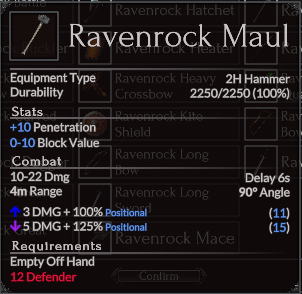 Ravenrock Hatchet
Ravenrock Maul
Ravenrock Heater
Equipment Type 2H Hammer
Durability 2250/2250 (100%)
Ravenrock Heavy
Crossbow
Stats
+10 Penetration
Ravenrock Kite
Shield
0-10 Block Value
Combat
Ravenrock Long
Bow
10-22 Dmg Delay 6s
4m Range 90° Angle
Ravenrock Long
Sword
3 DMG + 100% Positional (11)
5 DMG + 125% Positional (15)
Ravenrock Mace
Requirements
Empty Off Hand
12 Defender
Confirm